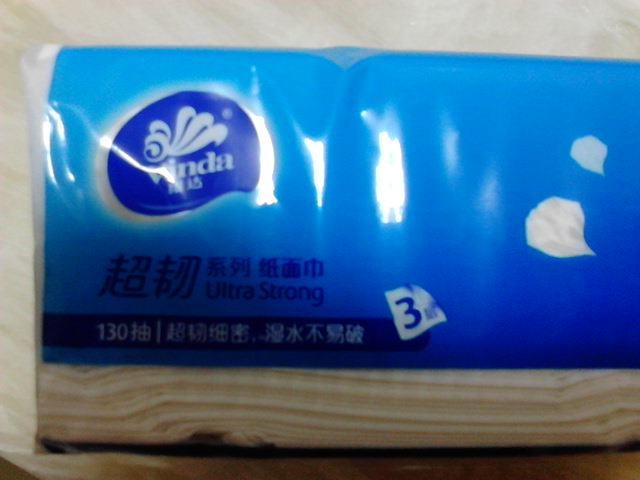 Vinda
维达
超韧 系列 纸面巾
Ultra Strong
3层
130抽|超韧细密,湿水不易破